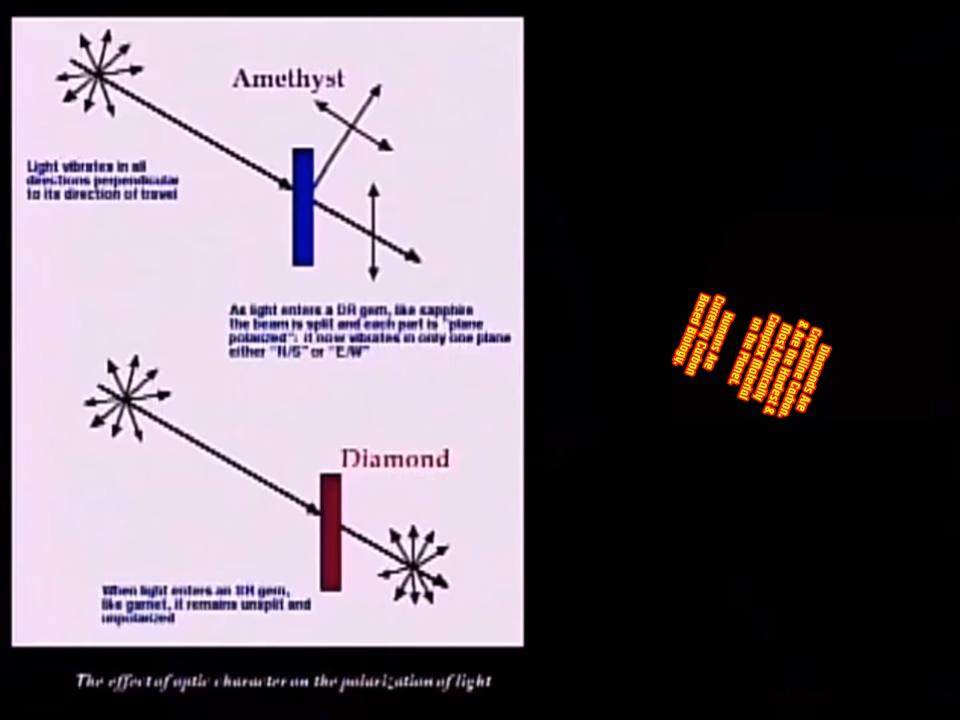 Amethyst
Light vibrates in all
directions perpendicular
to its direction of travel
As light enters a DR gem, like sapphire
the beam is split and each part is "plane
polarized": it now vibrates in only one plane
either "N/S" or "E/W"
Diamond
When light enters an SR gem,
like garnet, it remains unsplit and
unpolarized
The effect of optic character on the polarization of light
Diamonds Are
Crystalline Carbon,
& Are the Hardest &
Most Atomically
Complex Material
on the Planet.
Humans Are
Currently Carbon
Based Biology.